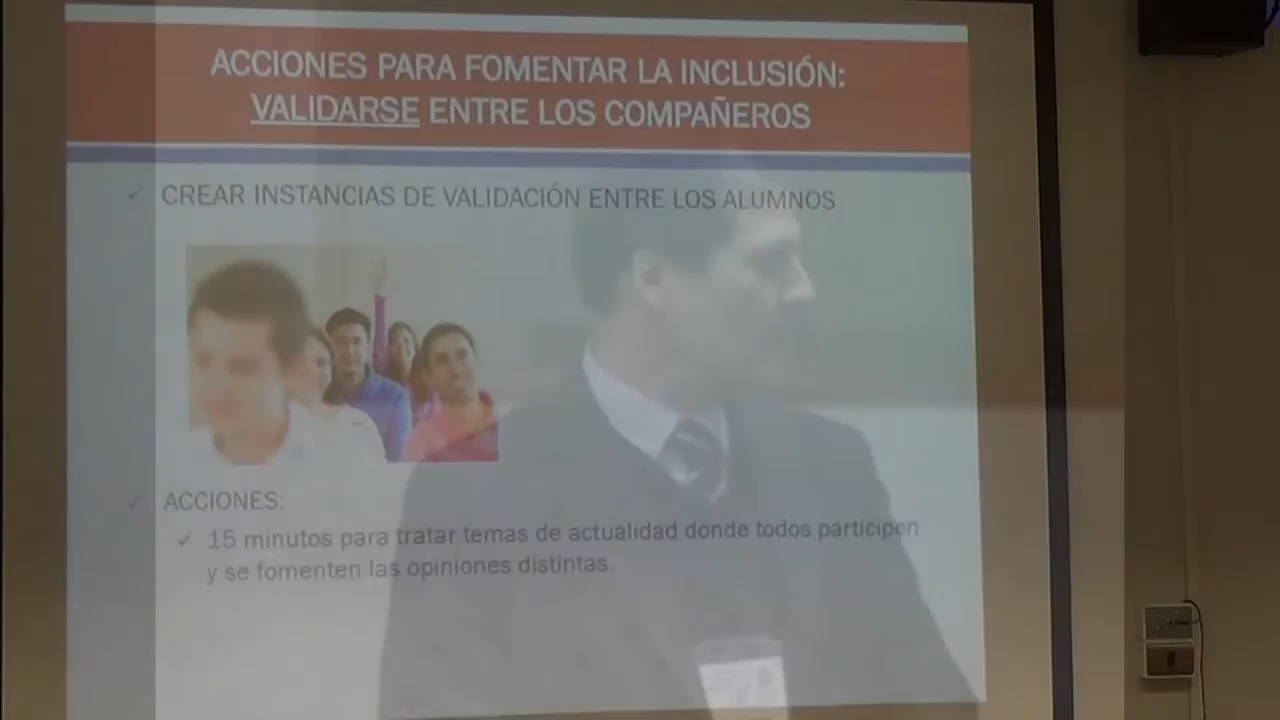 ACCIONES PARA FOMENTAR LA INCLUSIÓN:
VALIDARSE ENTRE LOS COMPAÑEROS
✓ CREAR INSTANCIAS DE VALIDACIÓN ENTRE LOS ALUMNOS
✓ ACCIONES:
✓ 15 minutos para tratar temas de actualidad donde todos participen
y se fomenten las opiniones distintas.